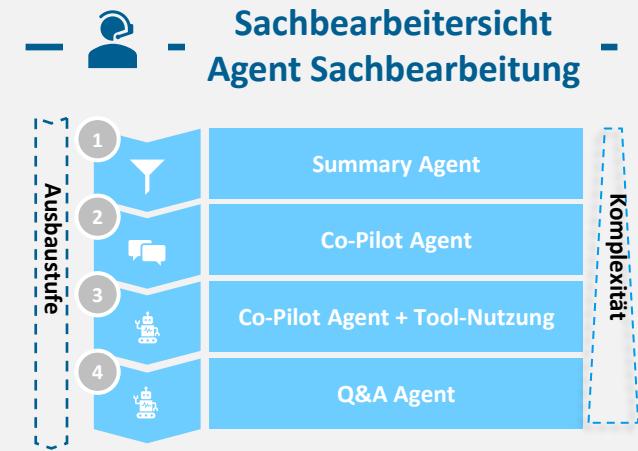 Sachbearbeitersicht
Agent Sachbearbeitung
Ausbaustufe
1
Summary Agent
2
Co-Pilot Agent
3
Co-Pilot Agent + Tool-Nutzung
4
Q&A Agent
Komplexität